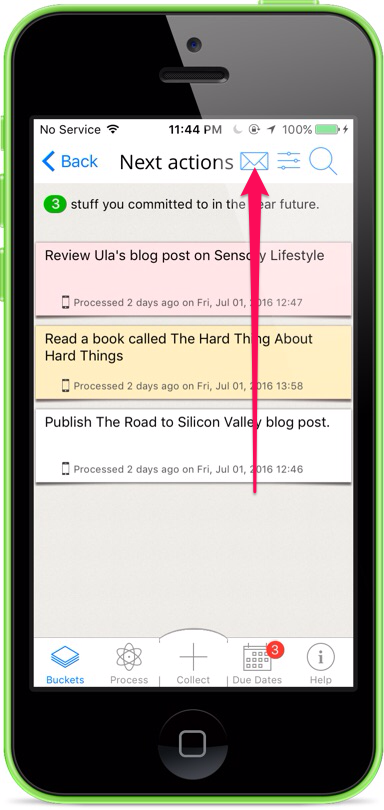 No Service 11:44 PM 100%
Back Next actions
3 stuff you committed to in the near future.
Review Ula's blog post on Sensory Lifestyle
Processed 2 days ago on Fri, Jul 01, 2016 12:47
Read a book called The Hard Thing About
Hard Things
Processed 2 days ago on Fri, Jul 01, 2016 13:58
Publish The Road to Silicon Valley blog post.
Processed 2 days ago on Fri, Jul 01, 2016 12:46
3
Buckets Process Collect Due Dates Help